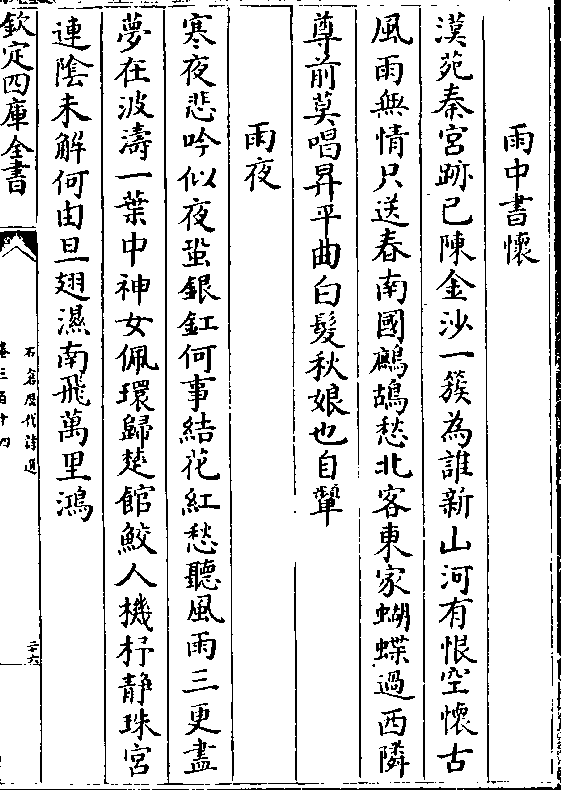 雨中書懷
漢苑秦宮跡已陳金沙一簇為誰新山河有恨空懷古
風雨無情只送春南國鷓鴣愁北客東家蝴蝶過西隣
尊前莫唱昇平曲白髮秋娘也自顰
雨夜
寒夜悲吟似夜蛩銀釭何事結花紅愁聽風雨三更盡
夢在波濤一葉中神女佩環歸楚館鮫人機杼静珠宮
連陰未解何由旦翅濕南飛萬里鴻
欽定四庫全書
石倉歴代詩選
卷三百十四
二十六